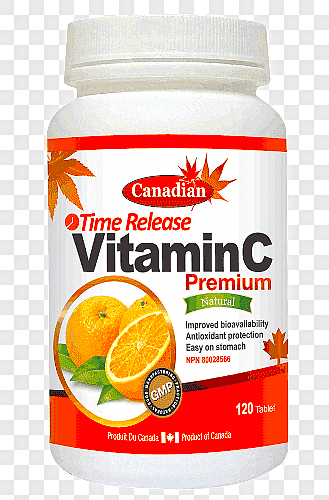 Canadian
Time Release
VitaminC
Premium
Natural
Improved bioavailability
Antioxidant protection
Easy on stomach
NPN 80028566
GMP
120 Tablet
Produit Du Canada Product of Canada